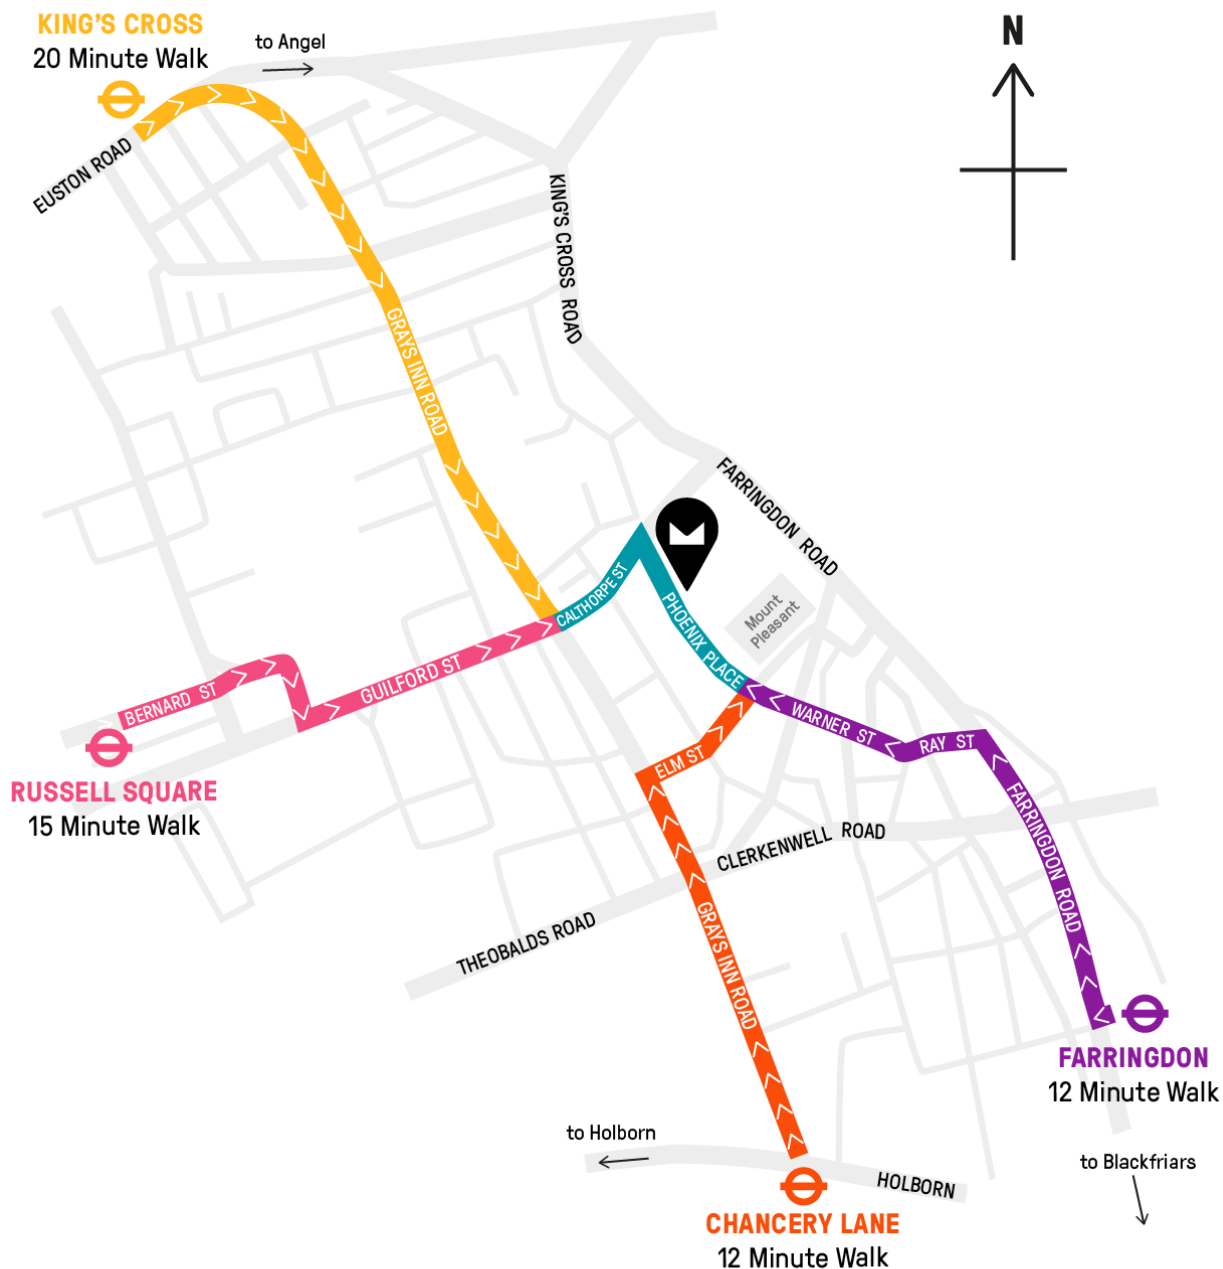 KING'S CROSS
20 Minute Walk
to Angel
N
EUSTON ROAD
KING'S CROSS ROAD
GRAYS INN ROAD
FARRINGDON ROAD
CALTHORPE ST
PHOENIX PLACE
Mount
Pleasant
BERNARD ST
GUILFORD ST
RUSSELL SQUARE
15 Minute Walk
WARNER ST
RAY ST
ELM ST
FARRINGDON ROAD
CLERKENWELL ROAD
THEOBALDS ROAD
GRAYS INN ROAD
FARRINGDON
12 Minute Walk
to Holborn
to Blackfriars
HOLBORN
CHANCERY LANE
12 Minute Walk